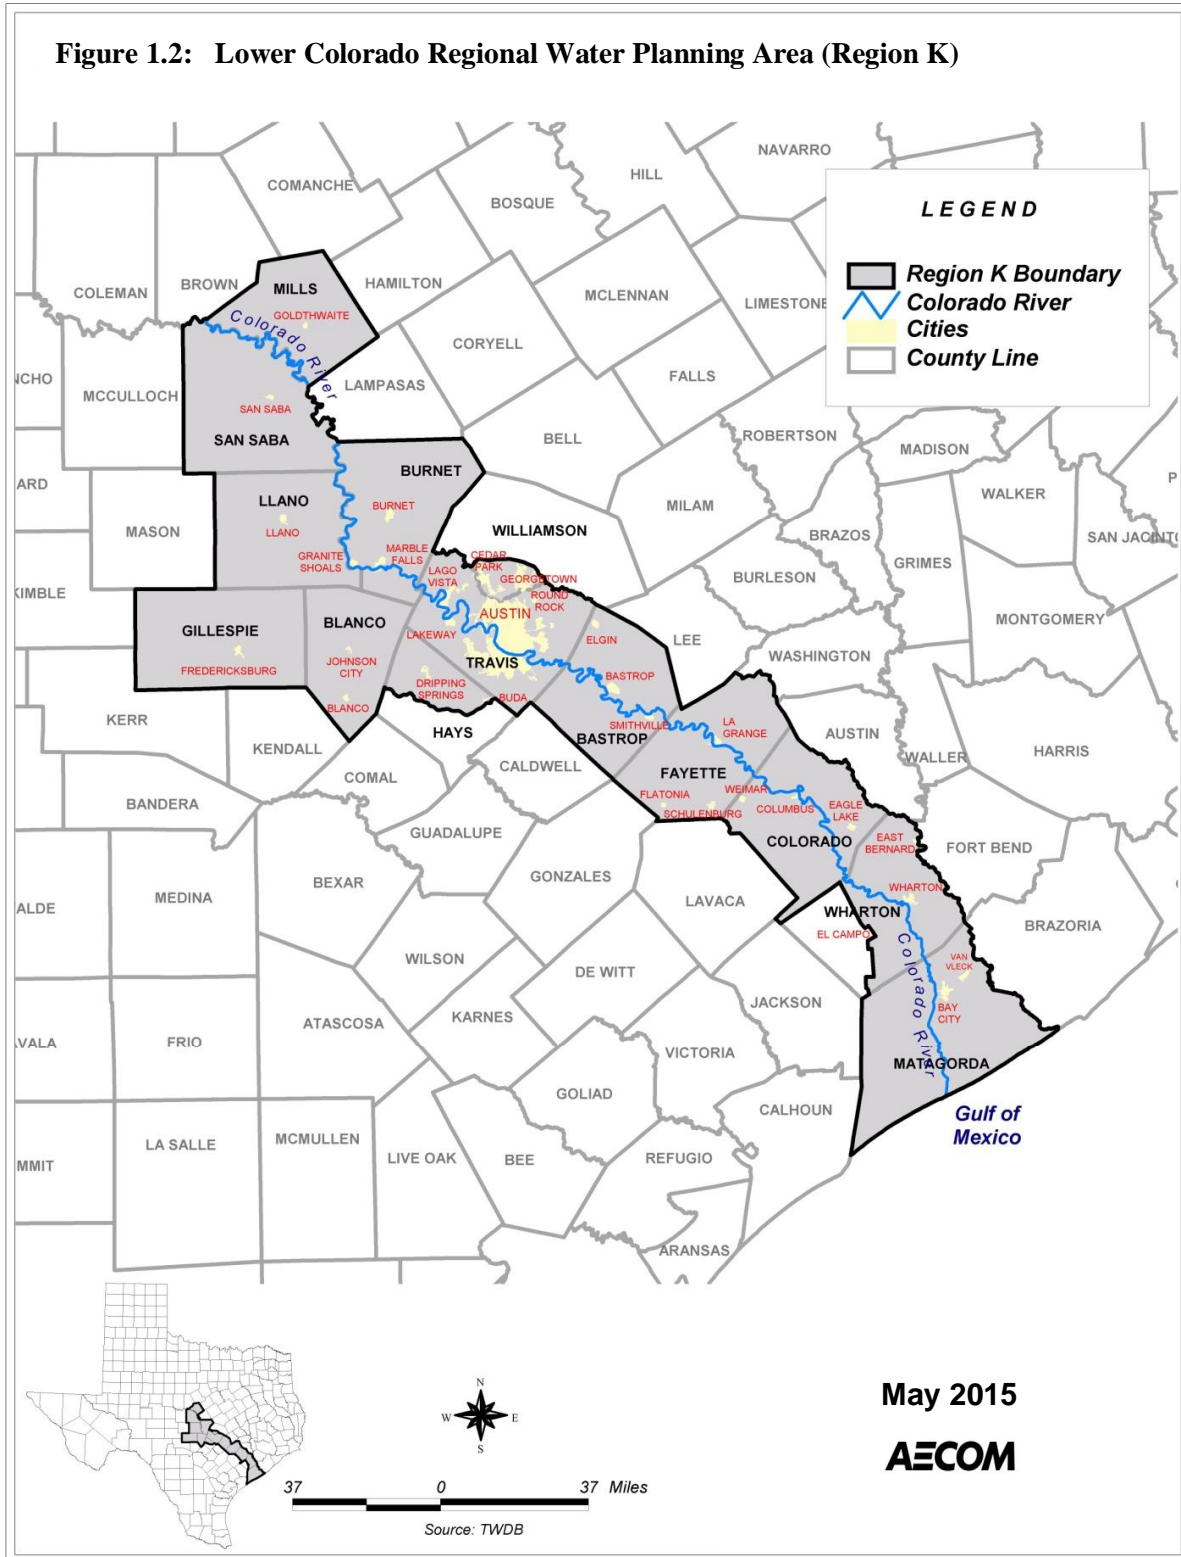 Figure 1.2: Lower Colorado Regional Water Planning Area (Region K)
NAVARRO
HILL
COMANCHE
BOSQUE
LEGEND
Region K Boundary
Colorado River
Cities
County Line
BROWN
COLEMAN
MILLS
HAMILTON
MCLENNAN
LIMESTONE
GOLDTHWAITE
Colorado River
CORYELL
FALLS
NCHO
MCCULLOCH
LAMPASAS
SAN SABA
SAN SABA
BELL
ROBERTSON
MADISON
BURNET
ARD
WALKER
P
LLANO
BURNET
MILAM
MASON
LLANO
WILLIAMSON
BRAZOS
SAN JACINTO
GRANITE
SHOALS
MARBLE
FALLS
CEDAR
PARK
LAGO
VISTA
GEORGETOWN
GRIMES
BURLESON
KIMBLE
ROUND
ROCK
AUSTIN
MONTGOMERY
GILLESPIE
BLANCO
LAKEWAY
ELGIN
LEE
WASHINGTON
FREDERICKSBURG
JOHNSON
CITY
TRAVIS
DRIPPING
SPRINGS
BASTROP
BUDA
BLANCO
KERR
KENDALL
HAYS
SMITHVILLE
BASTROP
LA
GRANGE
AUSTIN
WALLER
HARRIS
COMAL
CALDWELL
FAYETTE
BANDERA
FLATONIA
WEIMAR
SCHULENBURG
COLUMBUS
EAGLE
LAKE
GUADALUPE
COLORADO
EAST
BERNARD
FORT BEND
BEXAR
GONZALES
MEDINA
ALDE
LAVACA
WHARTON
WHARTON
EL CAMPO
BRAZORIA
WILSON
DE WITT
Colorado River
VAN
VLECK
JACKSON
BAY
CITY
KARNES
ATASCOSA
FRIO
AVALA
VICTORIA
MATAGORDA
GOLIAD
CALHOUN
Gulf of
Mexico
LA SALLE
MCMULLEN
LIVE OAK
BEE
REFUGIO
MMIT
ARANSAS
N
W E
S
May 2015
AECOM
37 0 37 Miles
Source: TWDB